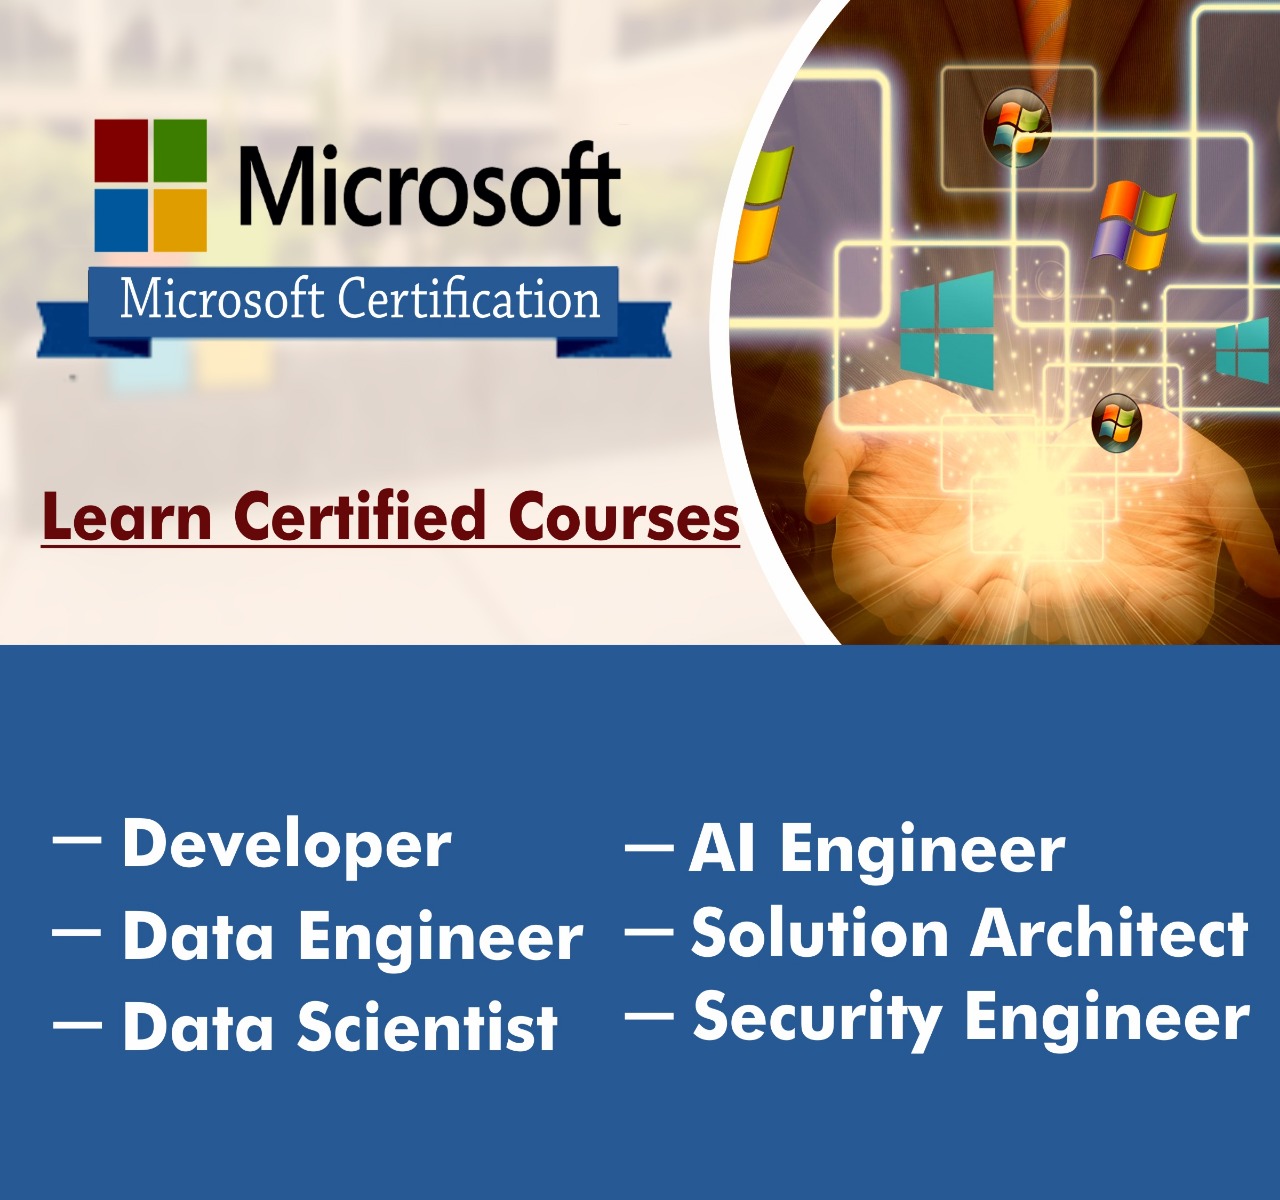 Microsoft
Microsoft Certification
Learn Certified Courses
— Developer
— Data Engineer
— Data Scientist
— AI Engineer
— Solution Architect
— Security Engineer